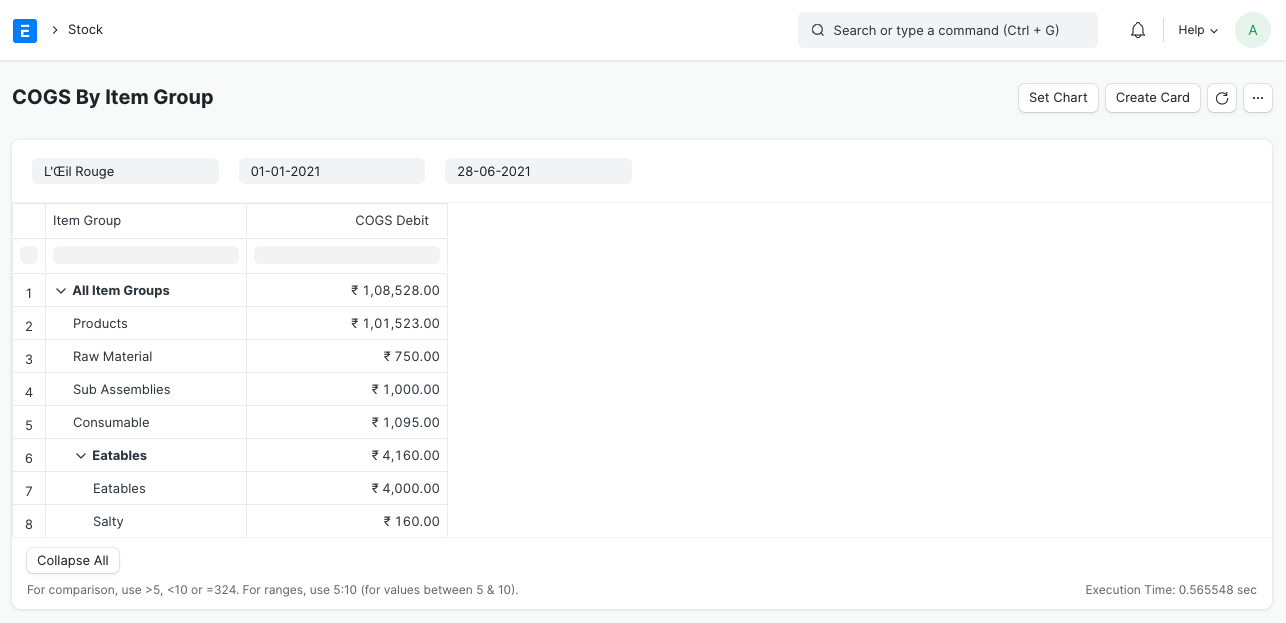 E > Stock Search or type a command (Ctrl + G) Help A
COGS By Item Group Set Chart Create Card ...
L'Œil Rouge 01-01-2021 28-06-2021
Item Group COGS Debit
1 All Item Groups ₹ 1,08,528.00
2 Products ₹ 1,01,523.00
3 Raw Material ₹ 750.00
4 Sub Assemblies ₹ 1,000.00
5 Consumable ₹ 1,095.00
6 Eatables ₹ 4,160.00
7 Eatables ₹ 4,000.00
8 Salty ₹ 160.00
Collapse All
For comparison, use >5, <10 or =324. For ranges, use 5:10 (for values between 5 & 10). Execution Time: 0.565548 sec